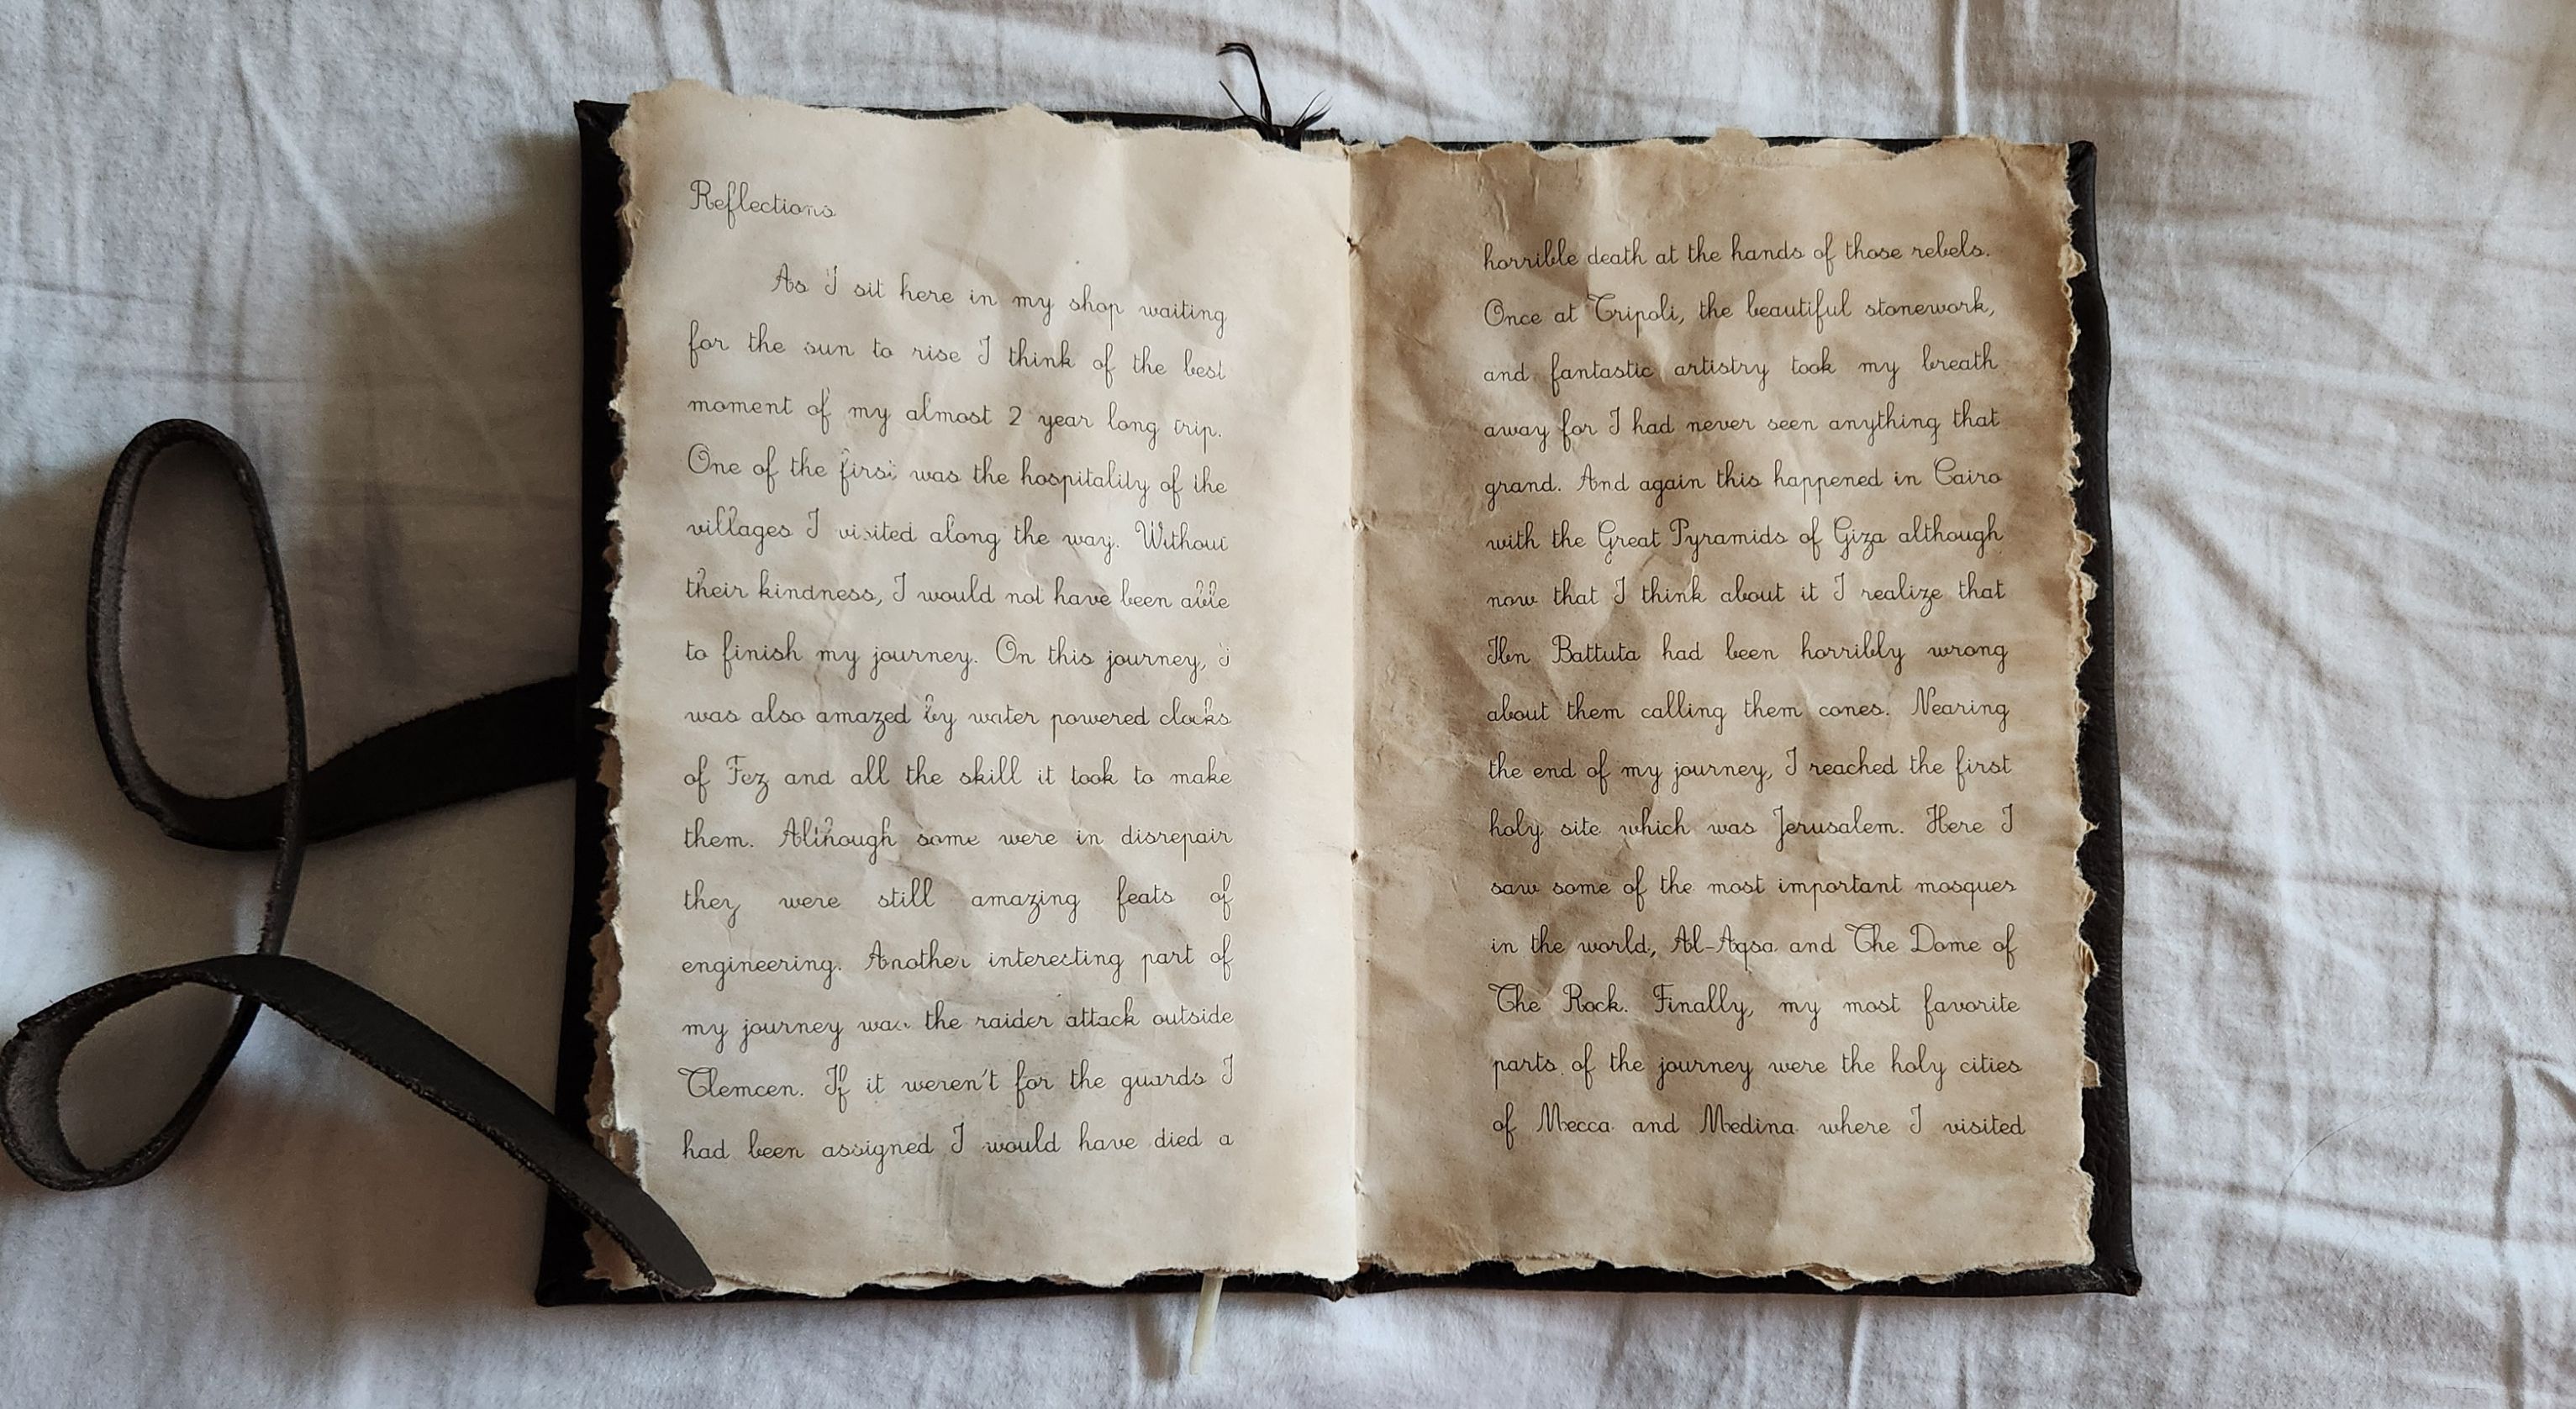 Reflections
As I sit here in my shop waiting
for the sun to rise I think of the best
moment of my almost 2 year long trip.
One of the first was the hospitality of the
villages I visited along the way. Without
their kindness, I would not have been able
to finish my journey. On this journey, i
was also amazed by water powered clocks
of Fez and all the skill it took to make
them. Although some were in disrepair
they were still amazing feats of
engineering. Another interesting part of
my journey was the raider attack outside
Tlemcen. If it weren't for the guards I
had been assigned I would have died a
horrible death at the hands of those rebels.
Once at Tripoli, the beautiful stonework,
and fantastic artistry took my breath
away for I had never seen anything that
grand. And again this happened in Cairo
with the Great Pyramids of Giza although
now that I think about it I realize that
Ibn Battuta had been horribly wrong
about them calling them cones. Nearing
the end of my journey, I reached the first
holy site which was Jerusalem. Here I
saw some of the most important mosques
in the world, Al-Aqsa and The Dome of
The Rock. Finally, my most favorite
parts of the journey were the holy cities
of Mecca and Medina where I visited